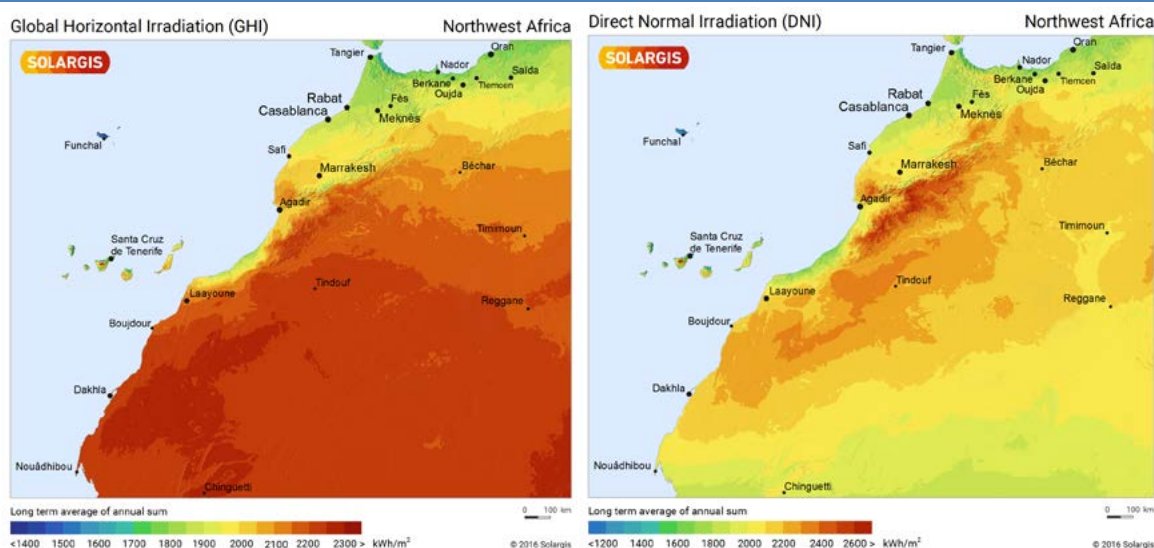 Global Horizontal Irradiation (GHI)
Northwest Africa
SOLARGIS
Tangier
Oran
Nador
Saïda
Berkane
Tlemcen
Oujda
Rabat
Fès
Casablanca
Meknès
Funchal
Safi
Marrakesh
Béchar
Agadir
Santa Cruz
de Tenerife
Timimoun
Tindouf
Laayoune
Reggane
Boujdour
Dakhla
Nouâdhibou
Chinguetti
Long term average of annual sum
0 100 km
<1400 1500 1600 1700 1800 1900 2000 2100 2200 2300 > kWh/m²
© 2016 Solargis
Direct Normal Irradiation (DNI)
Northwest Africa
SOLARGIS
Tangier
Oran
Nador
Saïda
Berkane
Tlemcen
Oujda
Rabat
Fès
Casablanca
Meknès
Funchal
Safi
Marrakesh
Béchar
Agadir
Santa Cruz
de Tenerife
Timimoun
Tindouf
Laayoune
Reggane
Boujdour
Dakhla
Nouâdhibou
Chinguetti
Long term average of annual sum
0 100 km
<1200 1400 1600 1800 2000 2200 2400 2600 > kWh/m²
© 2016 Solargis